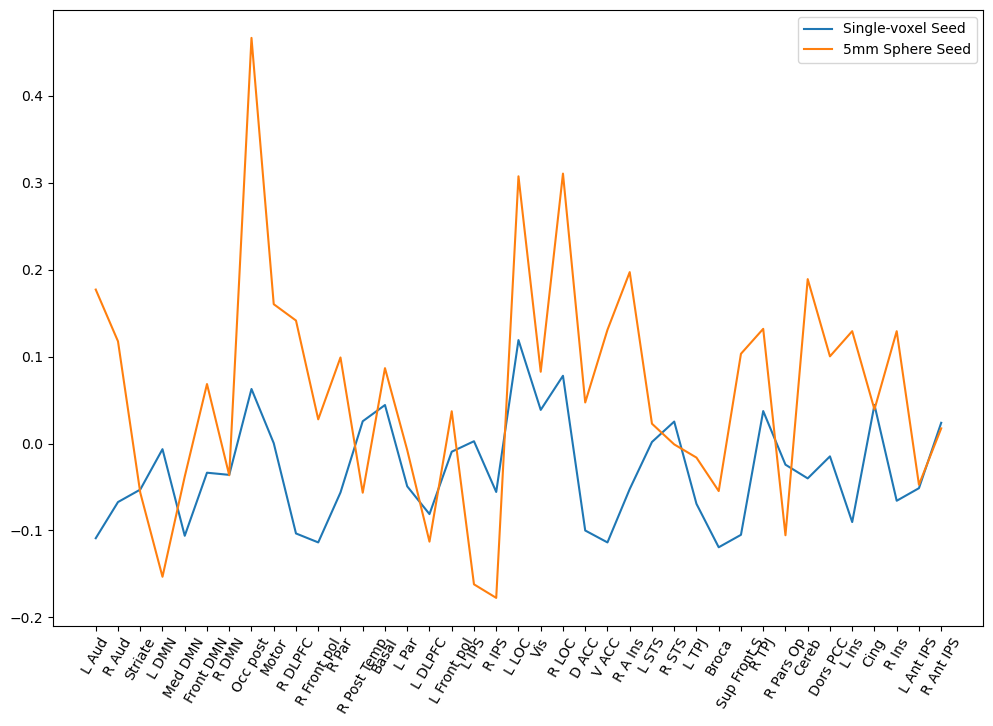 Single-voxel Seed
5mm Sphere Seed
0.4
0.3
0.2
0.1
0.0
−0.1
−0.2
L Aud
R Aud
Striate
L DMN
Med DMN
Front DMN
R DMN
Occ post
Motor
R DLPFC
R Front pol
R Par
R Post Temp
Basal
L Par
L DLPFC
L Front pol
L IPS
R IPS
L LOC
Vis
R LOC
D ACC
V ACC
R A Ins
L STS
R STS
L TPJ
Broca
Sup Front S
R TPJ
R Pars Op
Cereb
Dors PCC
L Ins
Cing
R Ins
L Ant IPS
R Ant IPS